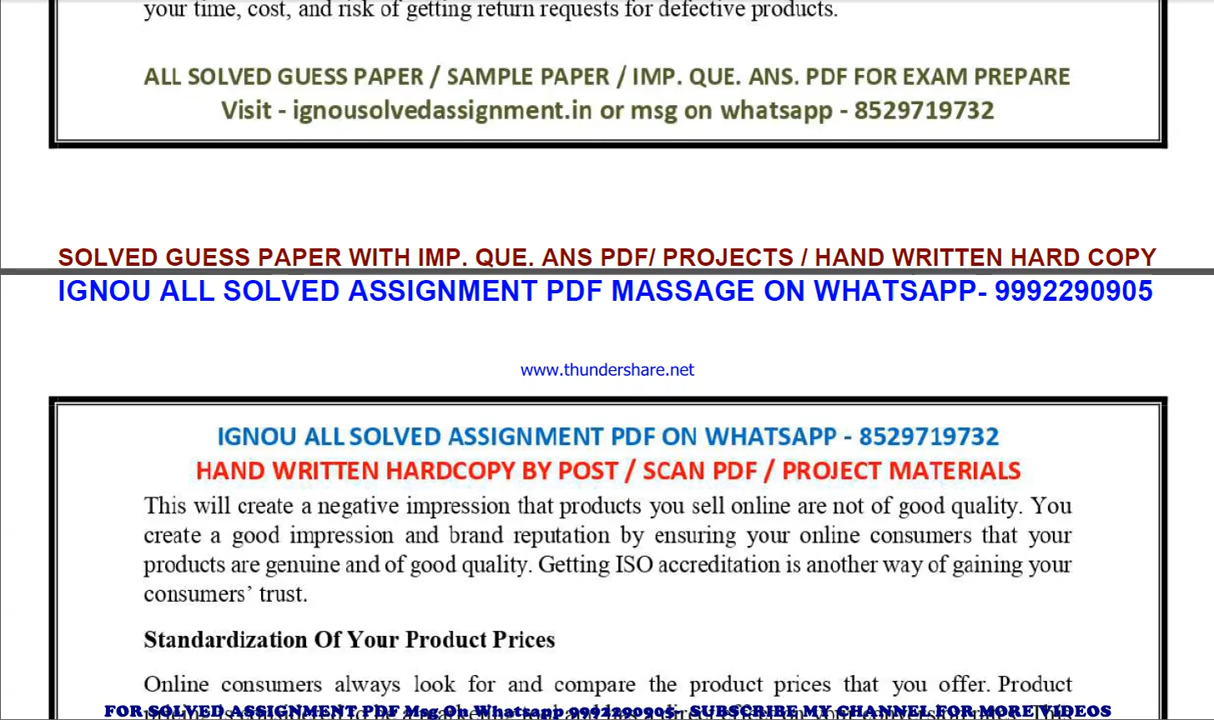 your time, cost, and risk of getting return requests for defective products.
ALL SOLVED GUESS PAPER / SAMPLE PAPER / IMP. QUE. ANS. PDF FOR EXAM PREPARE
Visit - ignousolvedassignment.in or msg on whatsapp - 8529719732
SOLVED GUESS PAPER WITH IMP. QUE. ANS PDF/ PROJECTS / HAND WRITTEN HARD COPY
IGNOU ALL SOLVED ASSIGNMENT PDF MASSAGE ON WHATSAPP- 9992290905
www.thundershare.net
IGNOU ALL SOLVED ASSIGNMENT PDF ON WHATSAPP - 8529719732
HAND WRITTEN HARDCOPY BY POST / SCAN PDF / PROJECT MATERIALS
This will create a negative impression that products you sell online are not of good quality. You
create a good impression and brand reputation by ensuring your online consumers that your
products are genuine and of good quality. Getting ISO accreditation is another way of gaining your
consumers’ trust.
Standardization Of Your Product Prices
Online consumers always look for and compare the product prices that you offer. Product
FOR SOLVED ASSIGNMENT PDF Msg On Whatsapp 9992290905- SUBSCRIBE MY CHANNEL FOR MORE VIDEOS